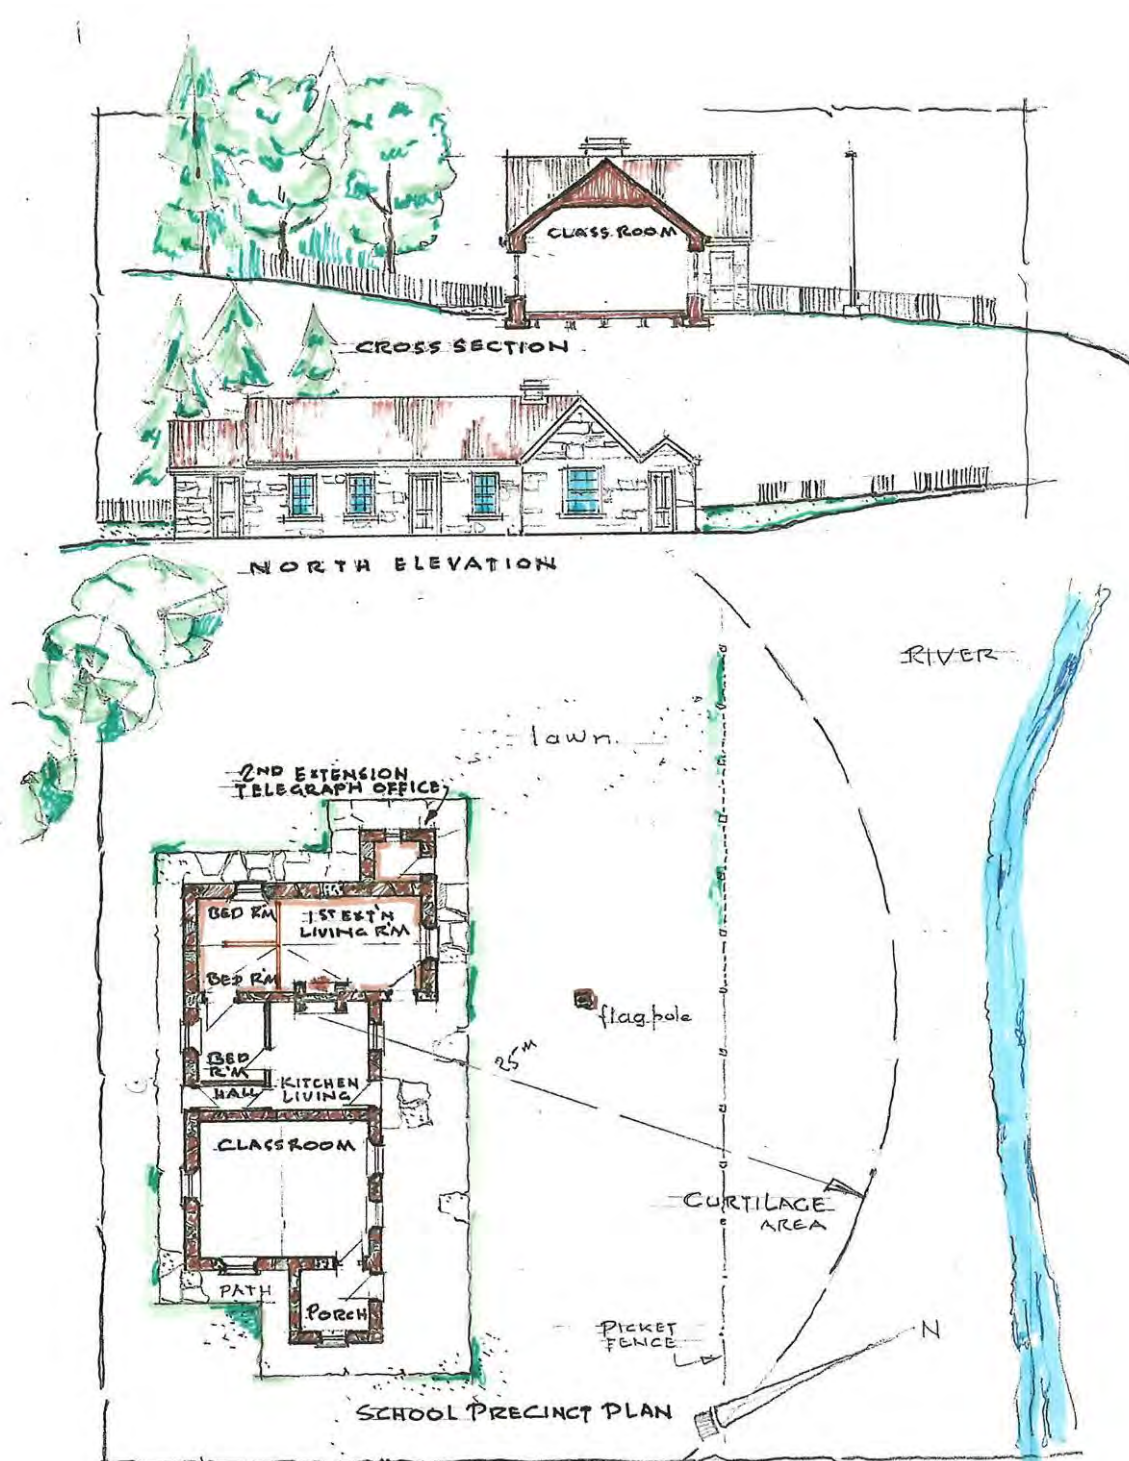 CLASS ROOM
CROSS SECTION
NORTH ELEVATION
RIVER
lawn
2ND EXTENSION
TELEGRAPH OFFICE
BED R'M
1ST EXT'N
LIVING R'M
BED R'M
flag pole
25M
BED
R'M
HALL
KITCHEN
LIVING
CLASSROOM
CURTILAGE
AREA
PATH
PORCH
PICKET
FENCE
N
SCHOOL PRECINCT PLAN